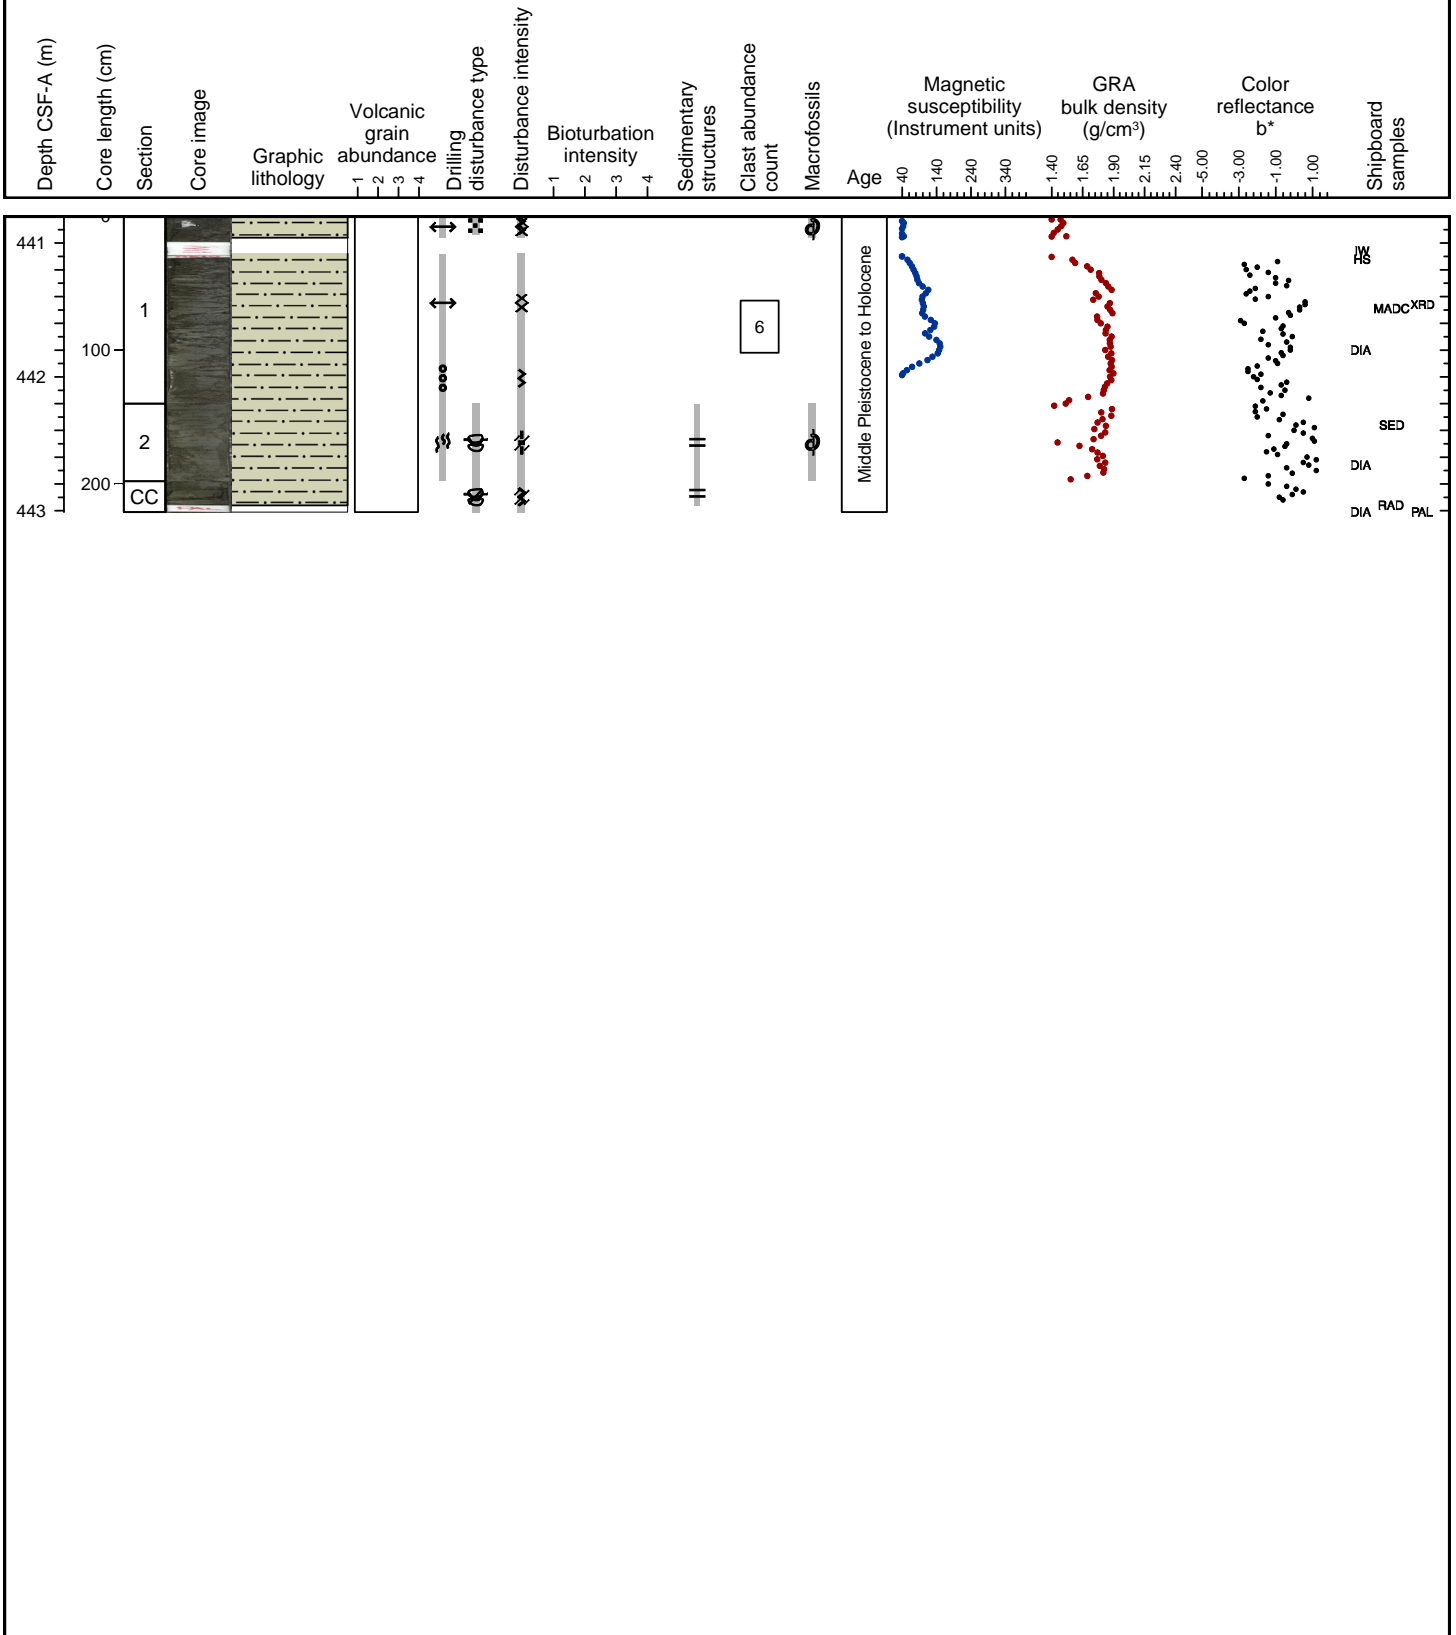 Depth CSF-A (m)
Core length (cm)
Section
Core image
Graphic
lithology
Volcanic
grain
abundance
1 2 3 4
Drilling
disturbance type
Disturbance intensity
Bioturbation
intensity
1 2 3 4
Sedimentary
structures
Clast abundance
count
Macrofossils
Age
Magnetic
susceptibility
(Instrument units)
40 140 240 340
GRA
bulk density
(g/cm³)
1.40 1.65 1.90 2.15 2.40
Color
reflectance
b*
-5.00 -3.00 -1.00 1.00
Shipboard
samples
0
441
442
443
100
200
1
2
CC
6
Middle Pleistocene to Holocene
IW
HS
MADC XRD
DIA
SED
DIA
DIA RAD PAL